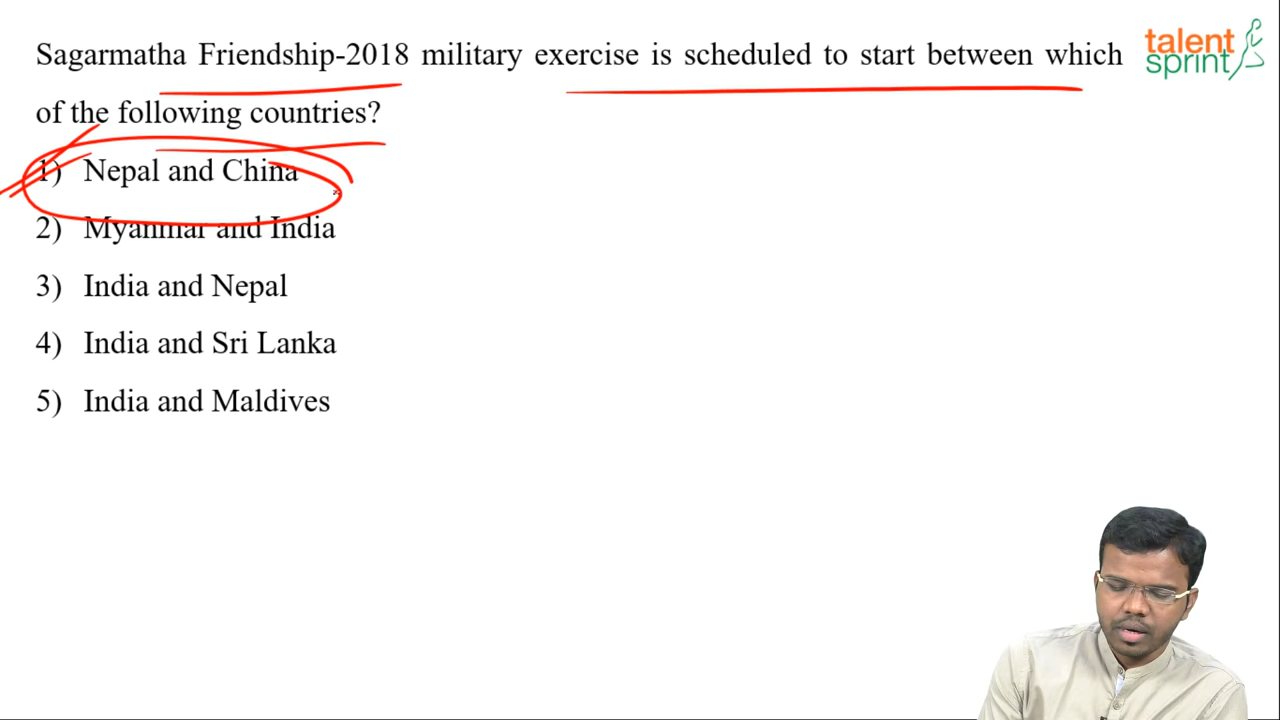 Sagarmatha Friendship-2018 military exercise is scheduled to start between which
of the following countries?
1) Nepal and China
2) Myanmar and India
3) India and Nepal
4) India and Sri Lanka
5) India and Maldives
talent
sprint